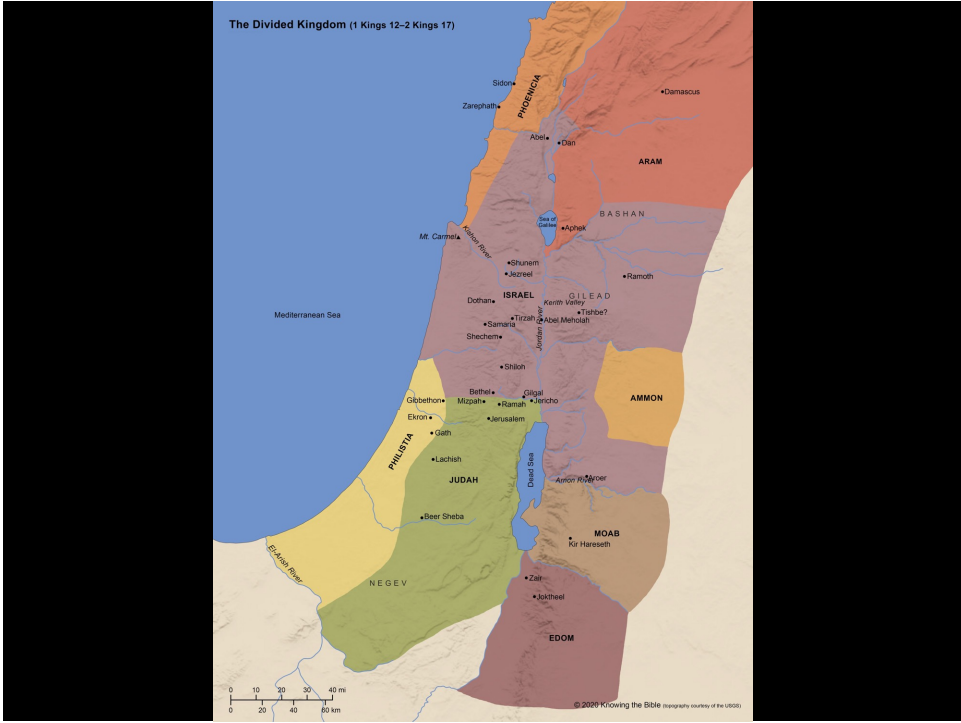 The Divided Kingdom (1 Kings 12–2 Kings 17)
Sidon
PHOENICIA
Damascus
Zarephath
Abel
Dan
ARAM
BASHAN
Sea of
Galilee
Aphek
Mt. Carmel
Kishon River
Shunem
Jezreel
Ramoth
ISRAEL
GILEAD
Dothan
Kerith Valley
Tishbe?
Mediterranean Sea
Tirzah
Abel Meholah
Samaria
Jordan River
Shechem
Shiloh
Bethel
Gilgal
Gibbethon
Mizpah
Ramah
Jericho
AMMON
Ekron
Jerusalem
Gath
PHILISTIA
Lachish
Dead Sea
JUDAH
Arnon River
Aroer
Beer Sheba
MOAB
Kir Hareseth
El-Arish River
NEGEV
Zair
Joktheel
EDOM
0 10 20 30 40 mi
0 20 40 60 km
© 2020 Knowing the Bible (topography courtesy of the USGS)